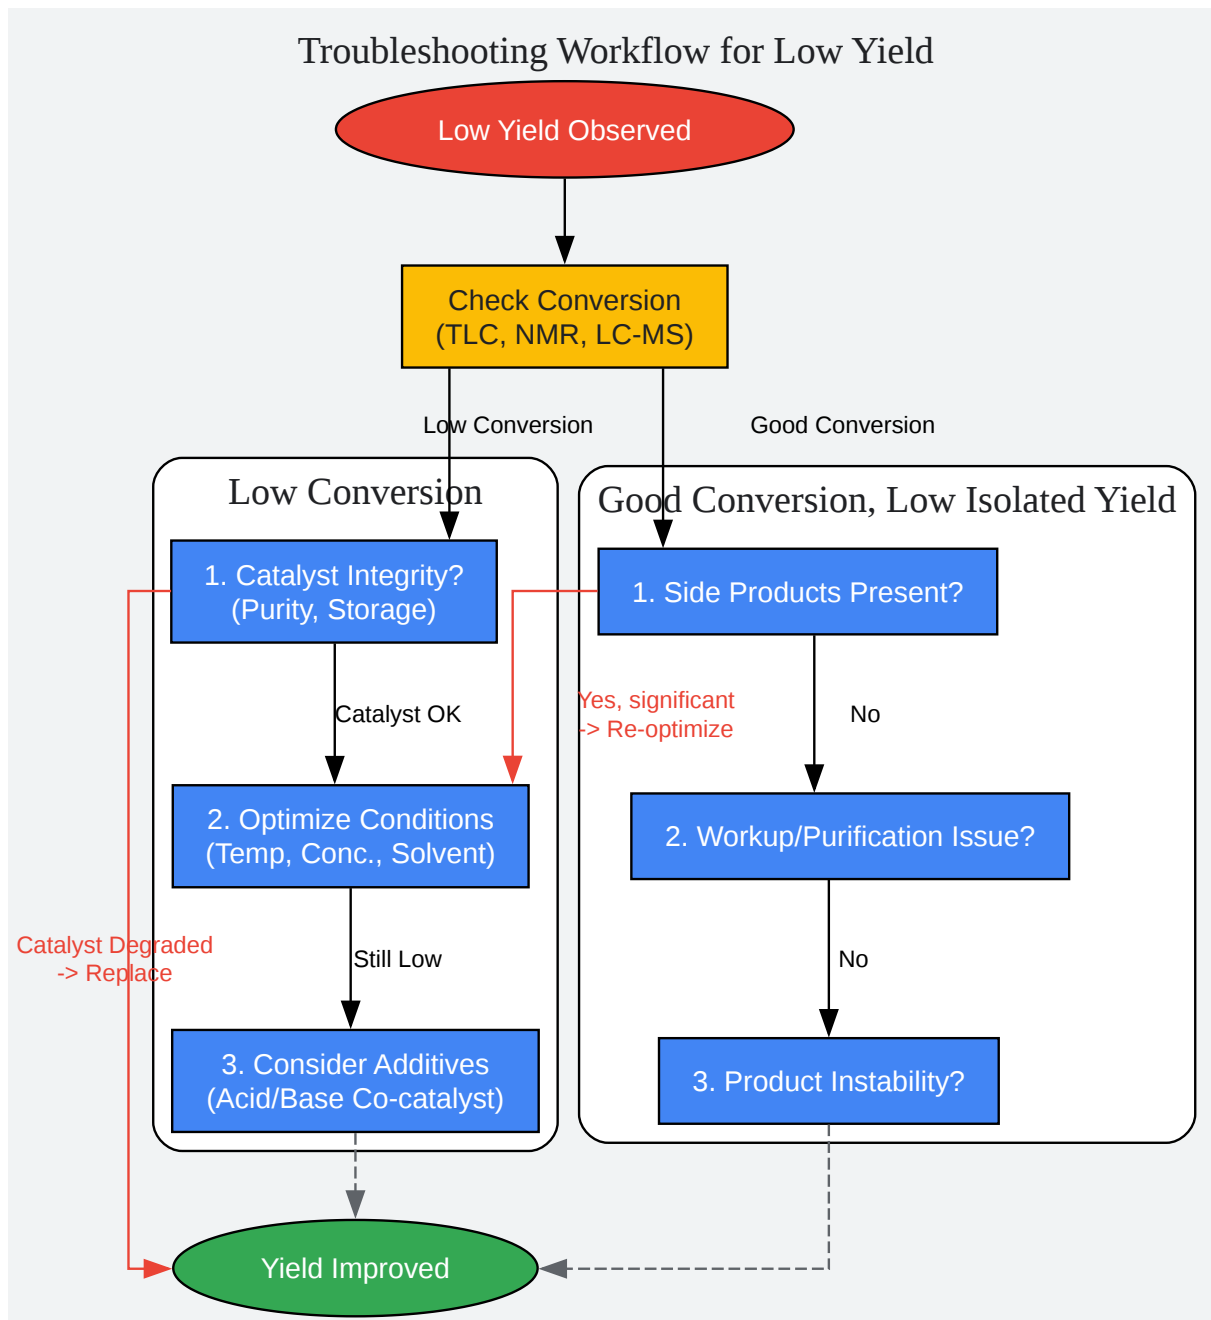 Troubleshooting Workflow for Low Yield
Low Yield Observed
Check Conversion
(TLC, NMR, LC-MS)
Low Conversion
Good Conversion
Low Conversion
Good Conversion, Low Isolated Yield
1. Catalyst Integrity?
(Purity, Storage)
1. Side Products Present?
Catalyst OK
Yes, significant
-> Re-optimize
No
2. Optimize Conditions
(Temp, Conc., Solvent)
2. Workup/Purification Issue?
Catalyst Degraded
-> Replace
Still Low
No
3. Consider Additives
(Acid/Base Co-catalyst)
3. Product Instability?
Yield Improved